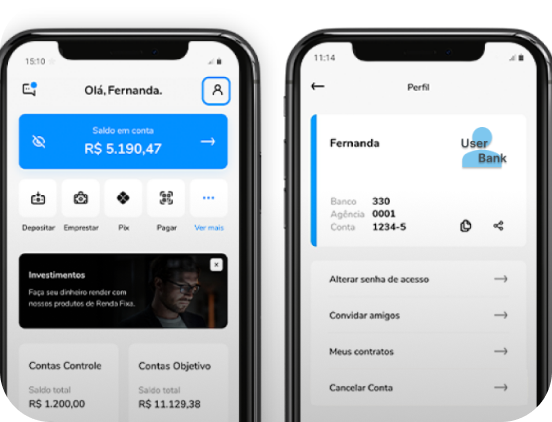 15:10
Olá, Fernanda.
Saldo em conta
R$ 5.190,47
Depositar Emprestar Pix Pagar Ver mais
Investimentos
Faça seu dinheiro render com
nossos produtos de Renda Fixa.
Contas Controle
Saldo total
R$ 1.200,00
Contas Objetivo
Saldo total
R$ 11.129,38
11:14
Perfil
Fernanda
User
Bank
Banco 330
Agência 0001
Conta 1234-5
Alterar senha de acesso
Convidar amigos
Meus contratos
Cancelar Conta